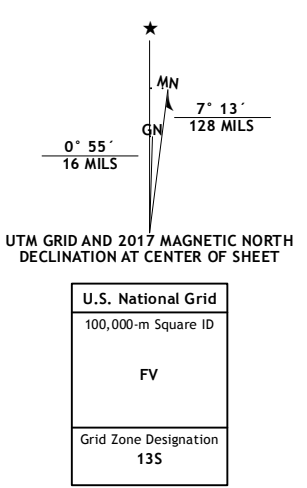 ★
MN
GN
7° 13´
128 MILS
0° 55´
16 MILS
UTM GRID AND 2017 MAGNETIC NORTH
DECLINATION AT CENTER OF SHEET
U.S. National Grid
100,000-m Square ID
FV
Grid Zone Designation
13S